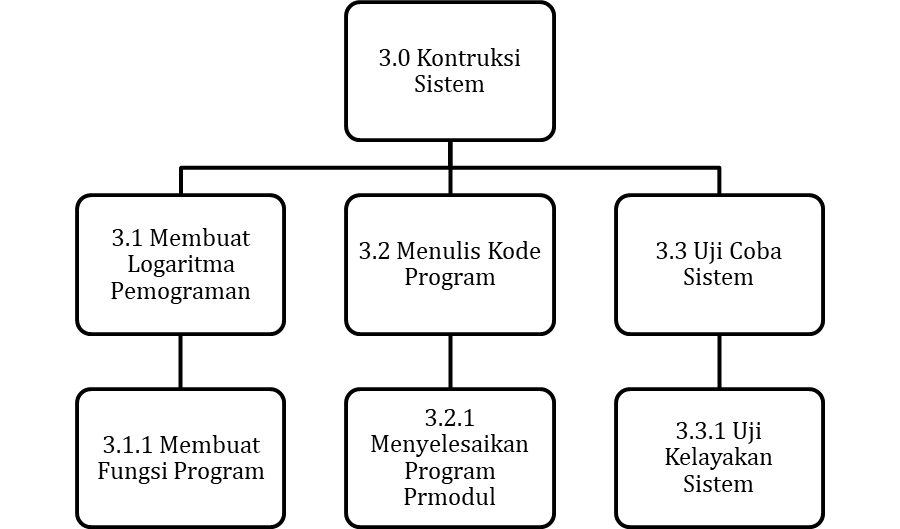 3.0 Kontruksi
Sistem
3.1 Membuat
Logaritma
Pemograman
3.2 Menulis Kode
Program
3.3 Uji Coba
Sistem
3.1.1 Membuat
Fungsi Program
3.2.1
Menyelesaikan
Program
Prmodul
3.3.1 Uji
Kelayakan
Sistem